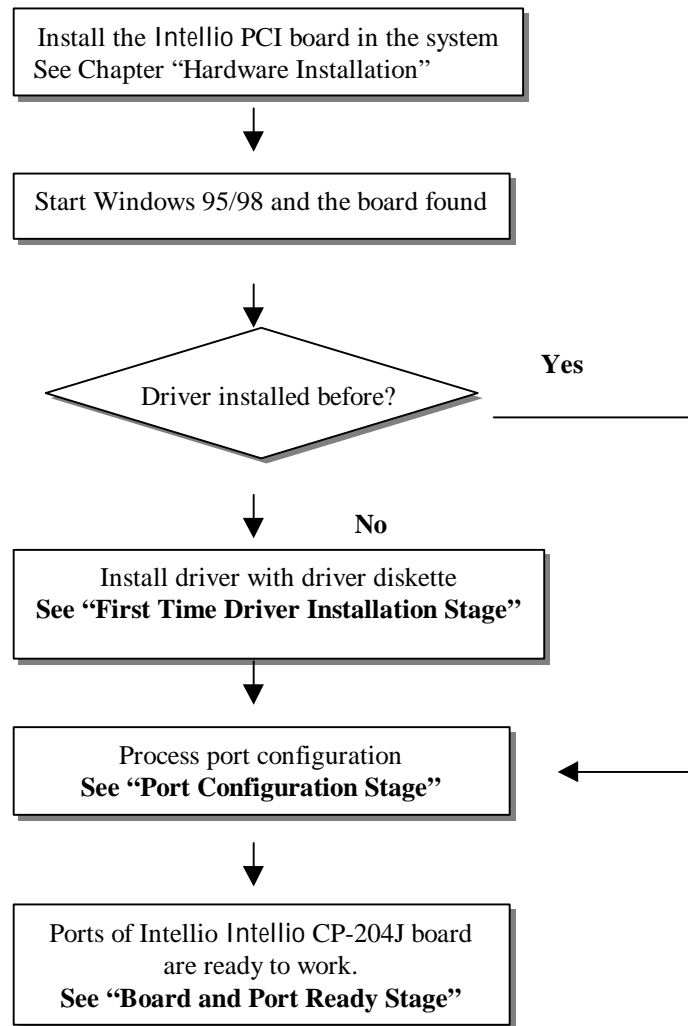 Install the Intellio PCI board in the system
See Chapter “Hardware Installation”
Start Windows 95/98 and the board found
Driver installed before?
Yes
No
Install driver with driver diskette
See “First Time Driver Installation Stage”
Process port configuration
See “Port Configuration Stage”
Ports of Intellio Intellio CP-204J board
are ready to work.
See “Board and Port Ready Stage”